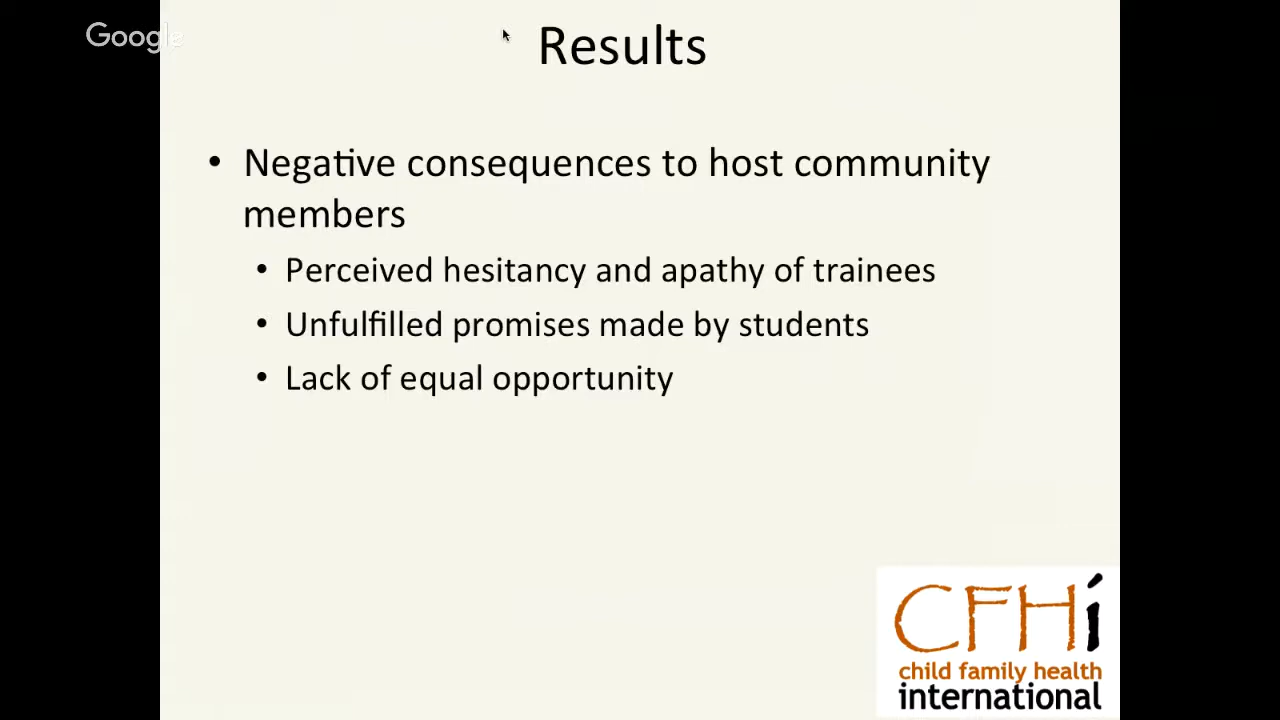 Google
Results
• Negative consequences to host community
members
• Perceived hesitancy and apathy of trainees
• Unfulfilled promises made by students
• Lack of equal opportunity
CFHi
child family health
international